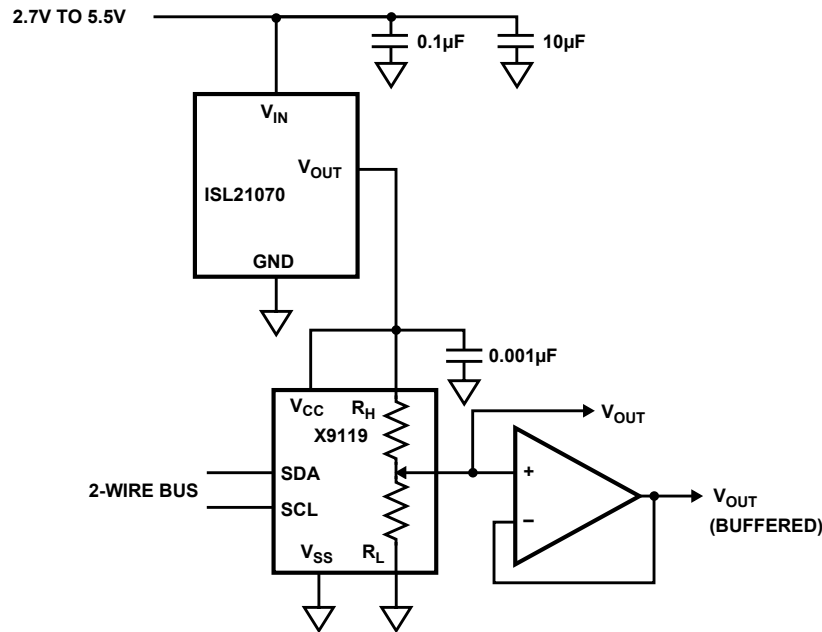 2.7V TO 5.5V
0.1µF
10µF
VIN
VOUT
ISL21070
GND
0.001µF
VCC
RH
X9119
VOUT
2-WIRE BUS
SDA
SCL
+
−
VOUT
(BUFFERED)
VSS
RL